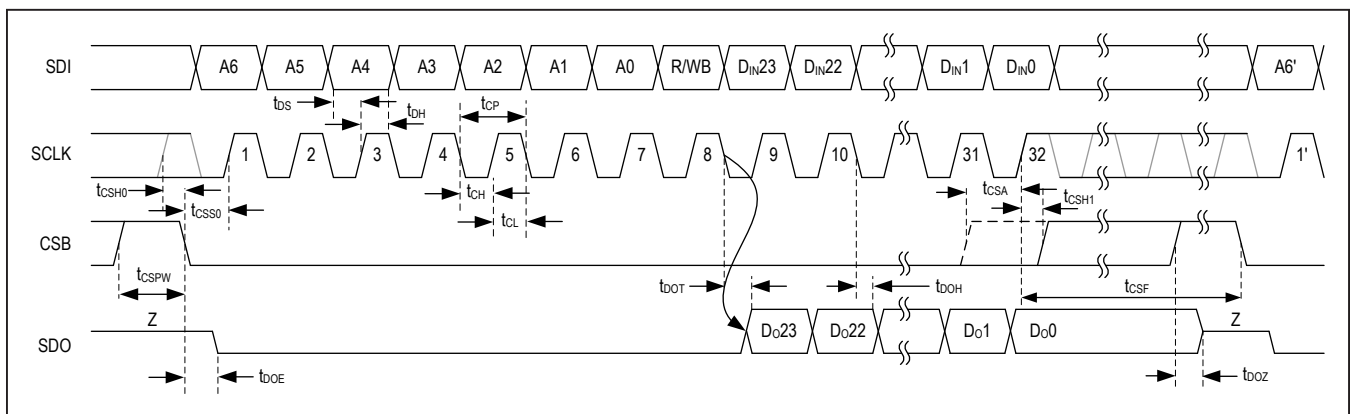 SDI A6 A5 A4 A3 A2 A1 A0 R/WB DIN23 DIN22 DIN1 DIN0 A6'
tDS tDH tCP
SCLK 1 2 3 4 5 6 7 8 9 10 31 32 1'
tCSH0 tCSS0 tCH tCL tCSA tCSH1
CSB
tCSPW tDOT tDOH tCSF
SDO Z DO23 DO22 DO1 DO0 Z
tDOE tDOZ